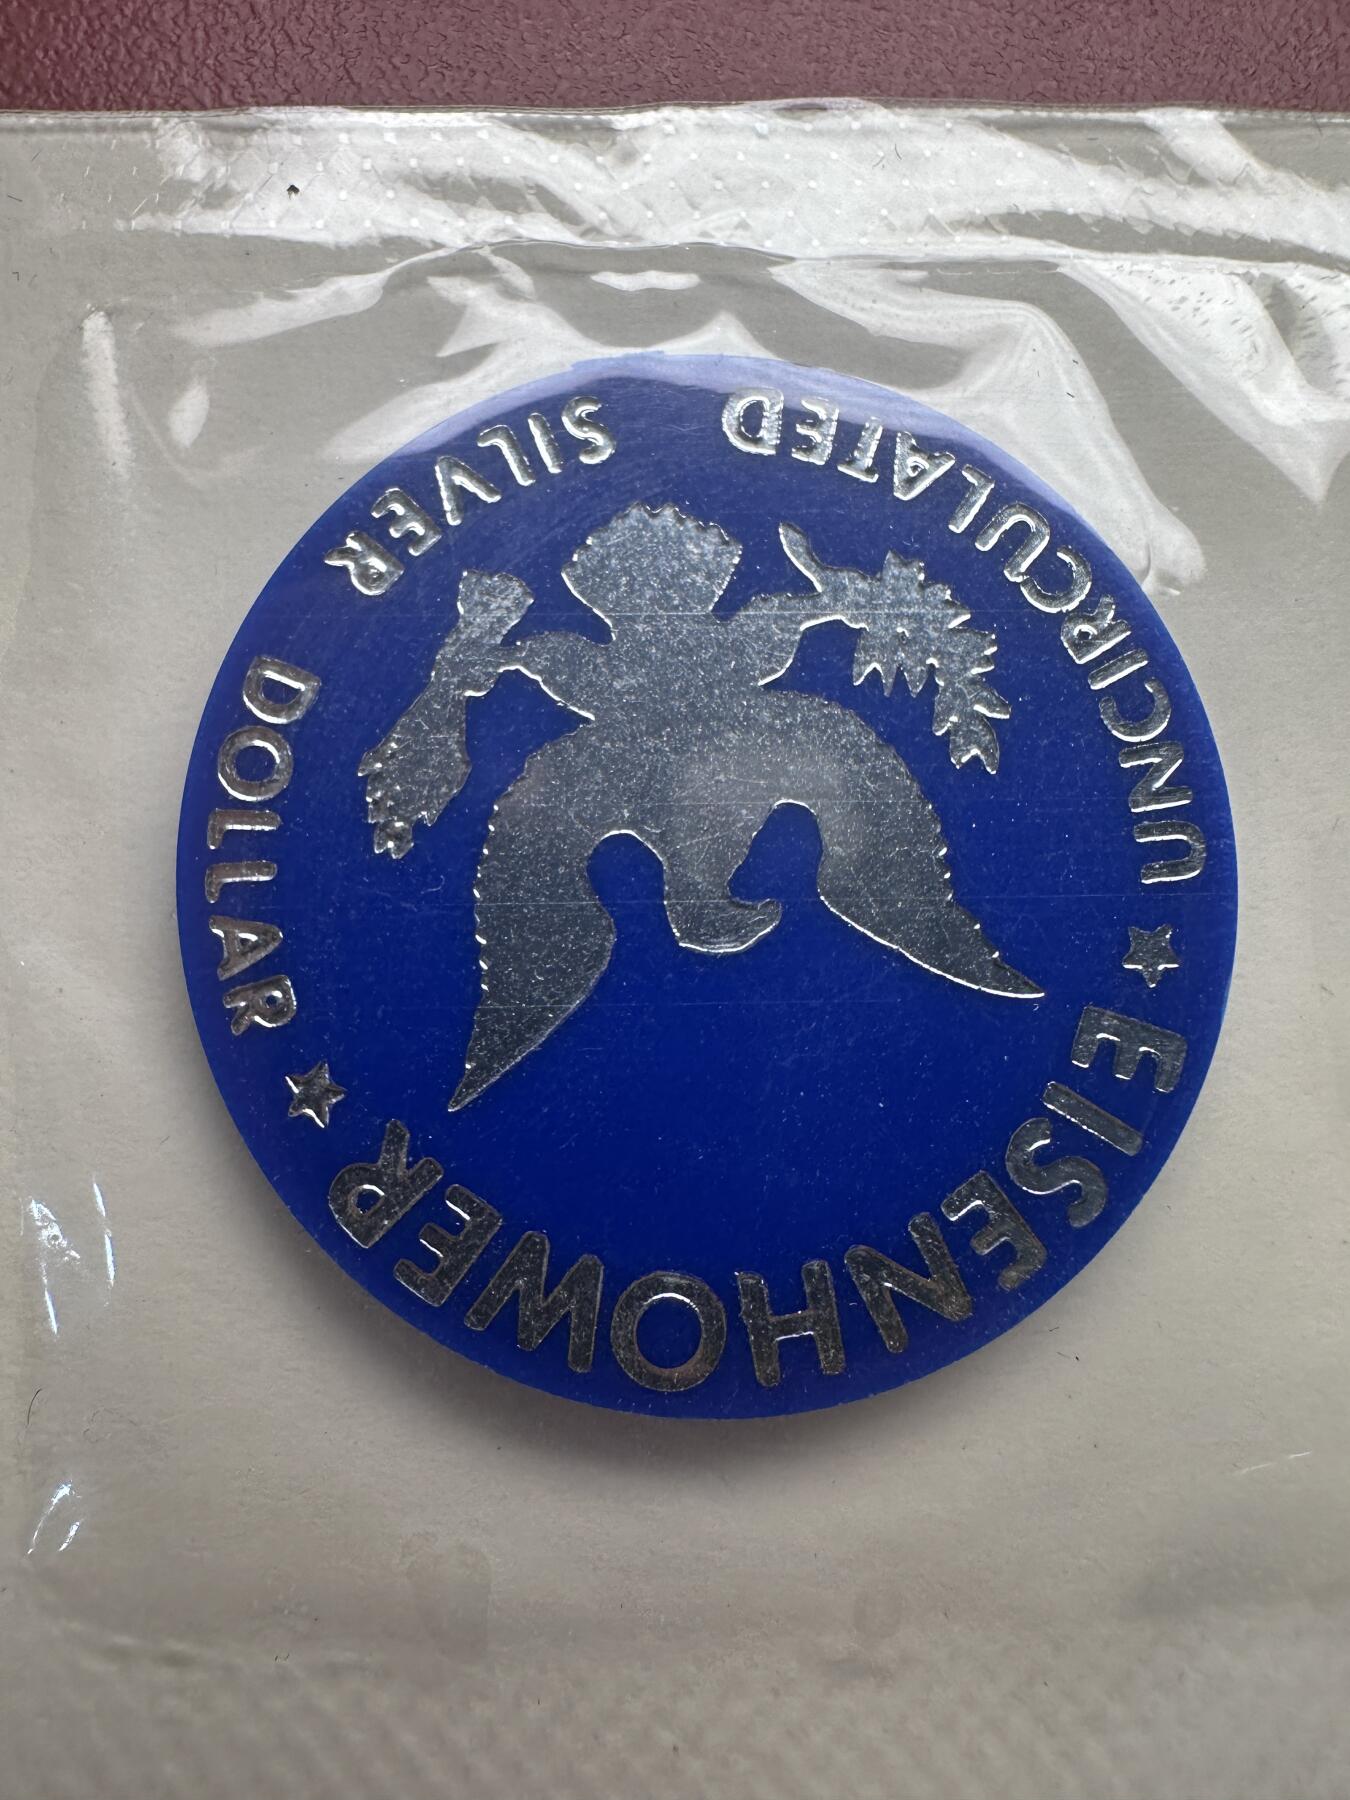 EISENHOWER
★ UNCIRCULATED SILVER DOLLAR ★